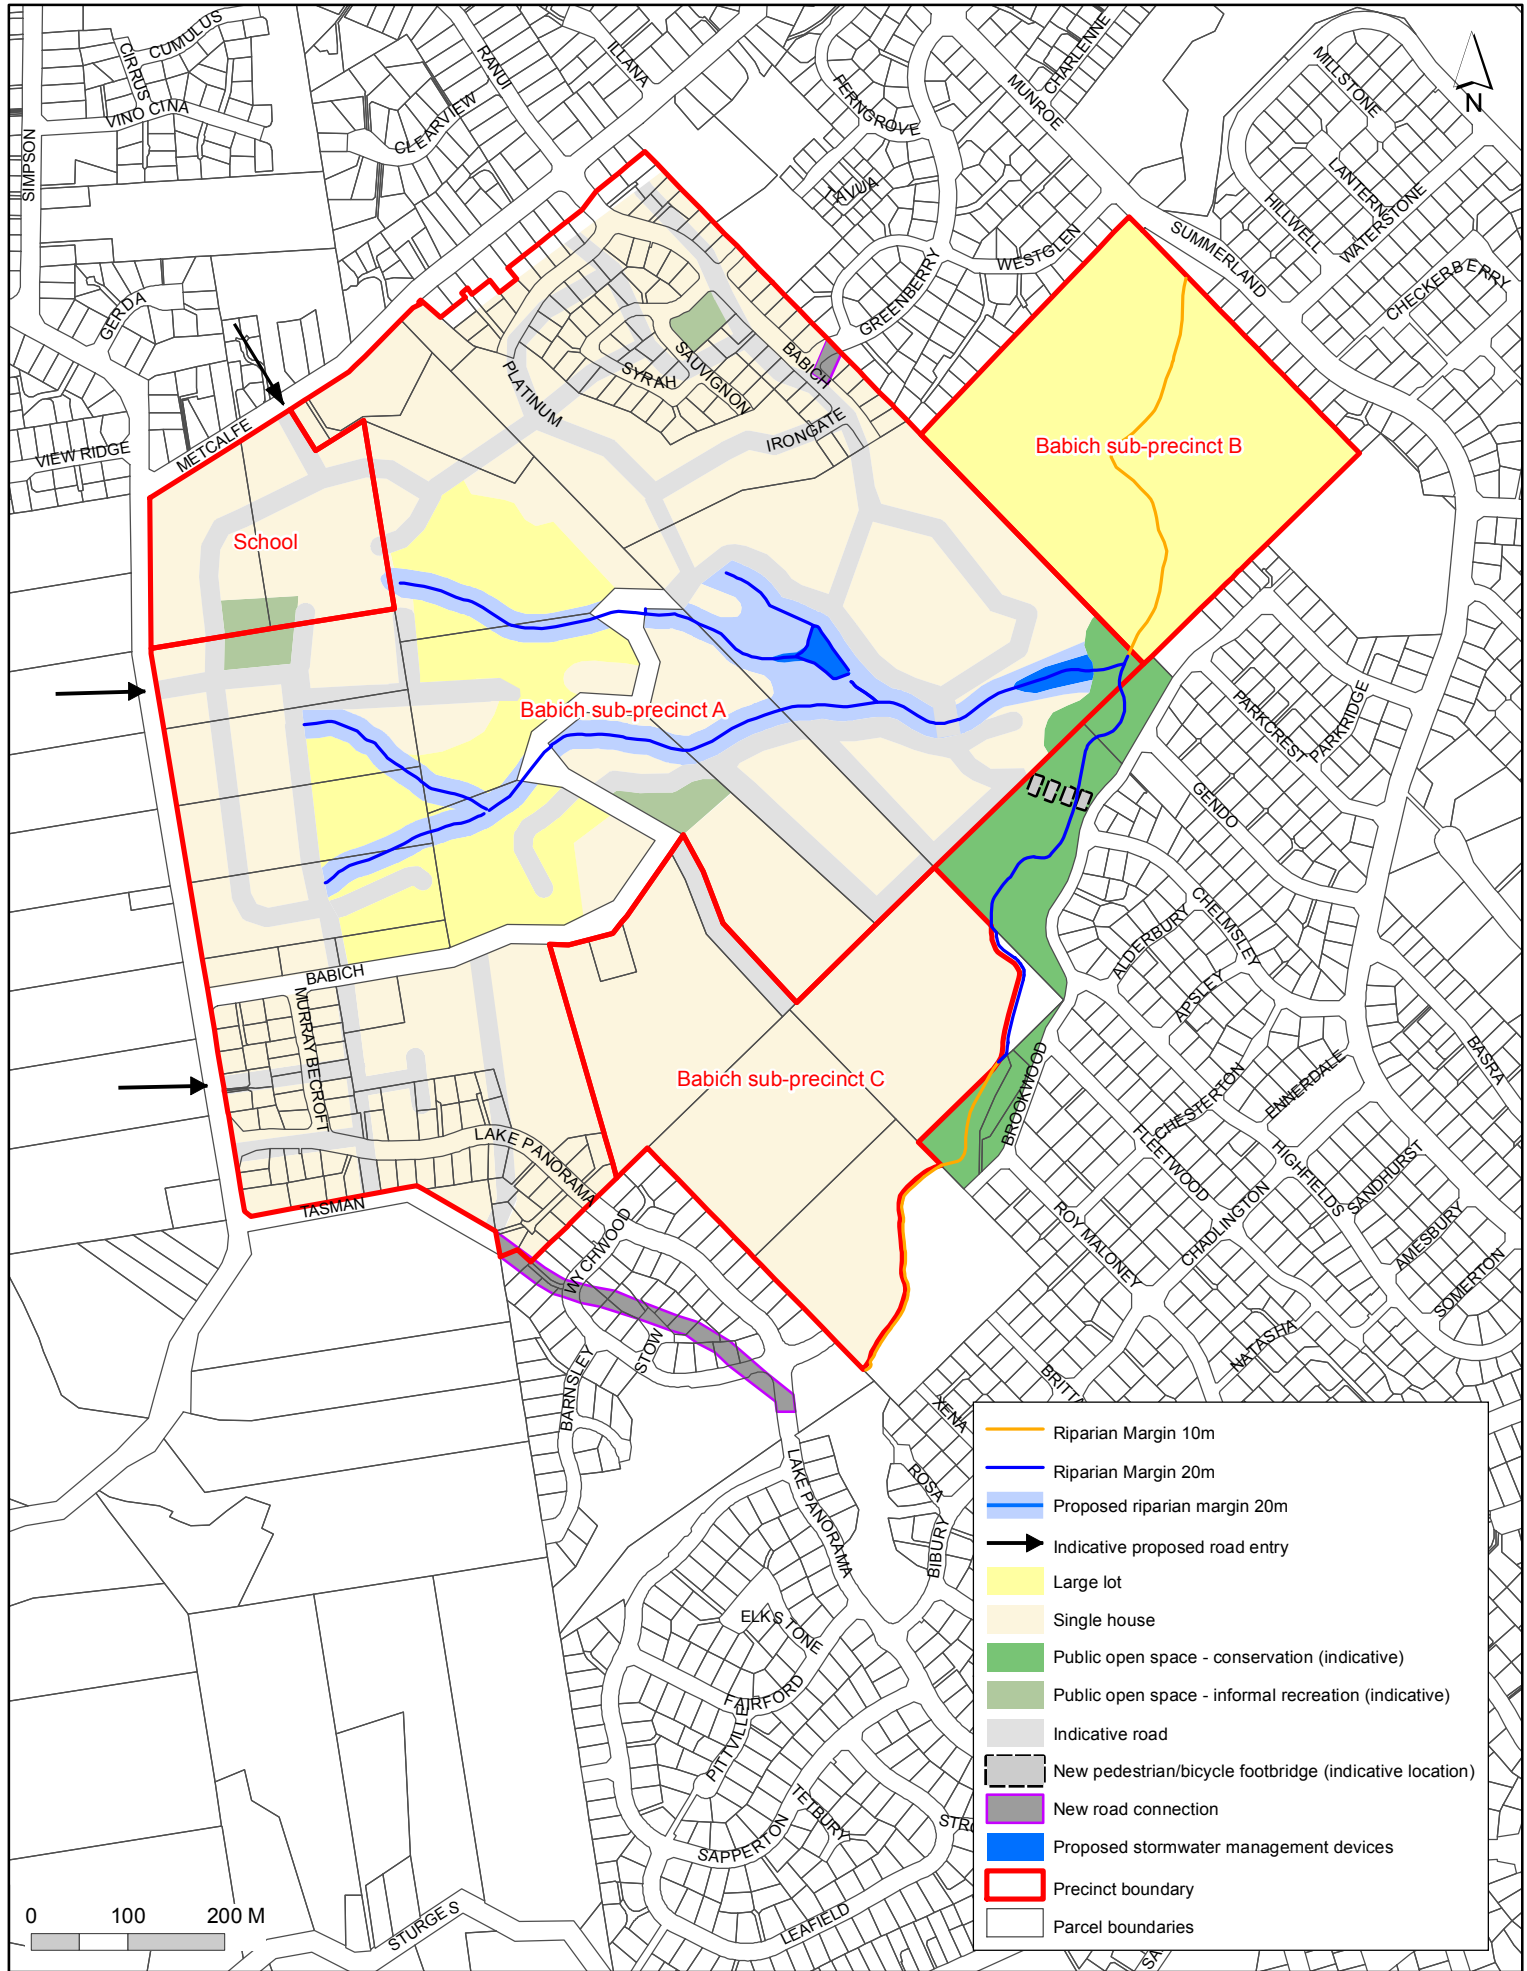 CUMULUS
CIRRUS
VINO CINA
SIMPSON
RANUI
ILLANA
CLEARVIEW
FERNGROVE
MUNROE
CHARLENNE
MILLSTONE
N
LANTERN
HILLWELL
WATERSTONE
TAVUA
WESTGLEN
SUMMERLAND
CHECKERBERRY
GREENBERRY
GERDA
BABICH
SAUVIGNON
SYRAH
PLATINUM
IRONGATE
METCALFE
VIEW RIDGE
Babich sub-precinct B
School
Babich sub-precinct A
PARKCREST
PARKRIDGE
GENDO
CHELMSLEY
ALDERBURY
APSLEY
BABICH
MURRAY BECROFT
BASRA
Babich sub-precinct C
BROOKWOOD
CHESTERTON
ENNERDALE
FLEETWOOD
HIGHFIELDS
SANDHURST
LAKE PANORAMA
TASMAN
WYCHWOOD
ROY MALONEY
CHADLINGTON
AMESBURY
SOMERTON
STOW
BARNSLEY
NATASHA
BRITTA
XENA
ROSA
LAKE PANORAMA
BIBURY
ELKSTONE
FAIRFORD
PITTVILLE
TETBURY
SAPPERTON
STRO
LEAFIELD
STURGES
SA
Riparian Margin 10m
Riparian Margin 20m
Proposed riparian margin 20m
Indicative proposed road entry
Large lot
Single house
Public open space - conservation (indicative)
Public open space - informal recreation (indicative)
Indicative road
New pedestrian/bicycle footbridge (indicative location)
New road connection
Proposed stormwater management devices
Precinct boundary
Parcel boundaries
0 100 200 M